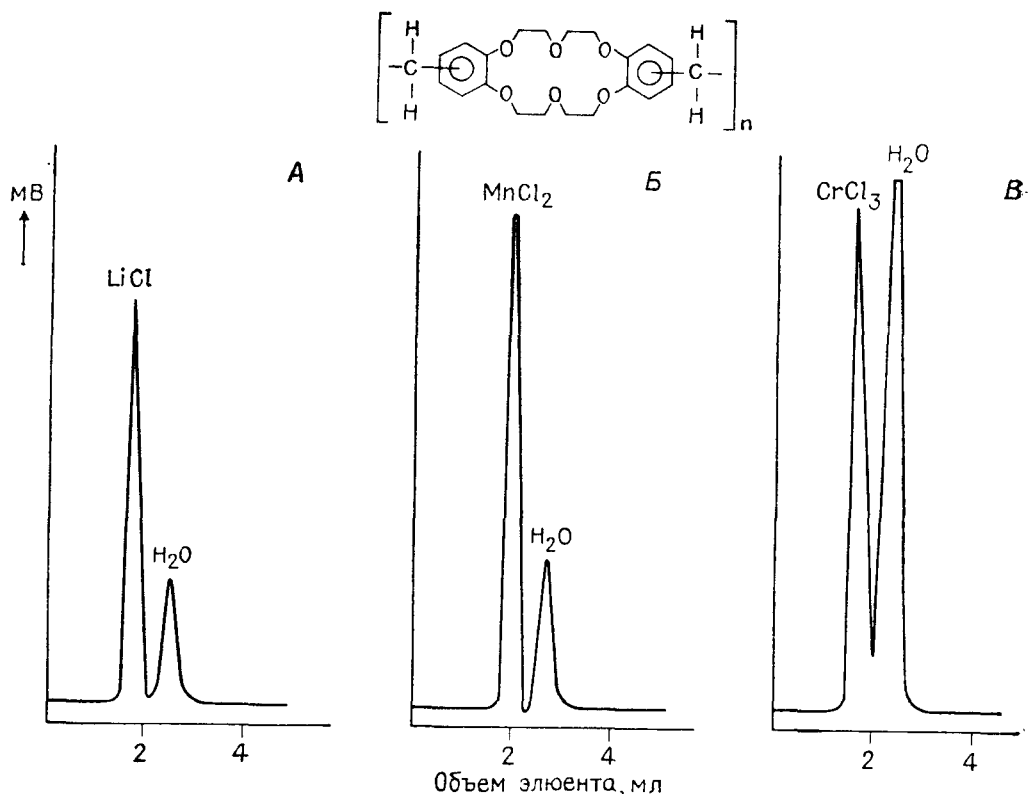 H H
-C- O O O -C-
H O O O H
n
A
Б
В
мВ
LiCl
H₂O
MnCl₂
H₂O
CrCl₃
H₂O
2 4
2 4
2 4
Объем элюента, мл